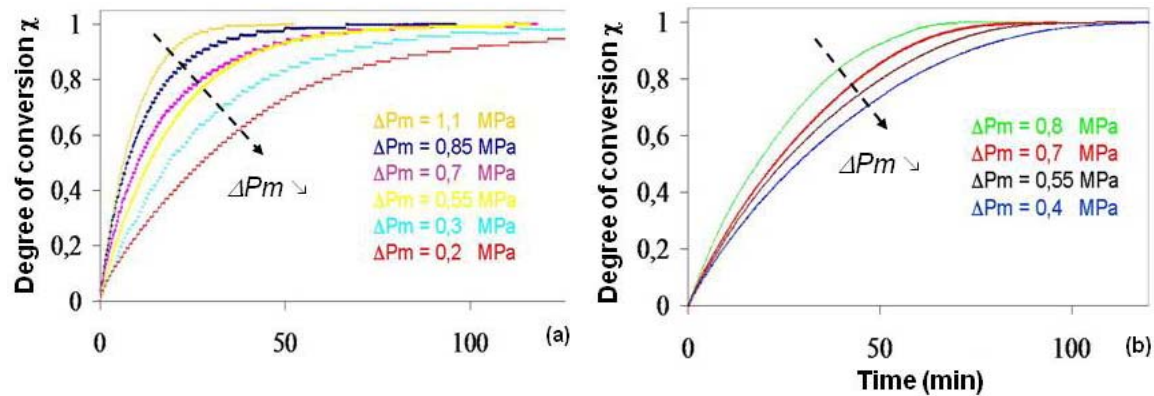 Degree of conversion χ
1
0,8
0,6
0,4
0,2
0
ΔPm = 1,1 MPa
ΔPm = 0,85 MPa
ΔPm = 0,7 MPa
ΔPm = 0,55 MPa
ΔPm = 0,3 MPa
ΔPm = 0,2 MPa
ΔPm ↘
0 50 100
(a)
Degree of conversion χ
1
0,8
0,6
0,4
0,2
0
ΔPm = 0,8 MPa
ΔPm = 0,7 MPa
ΔPm = 0,55 MPa
ΔPm = 0,4 MPa
ΔPm ↘
0 50 100
(b)
Time (min)